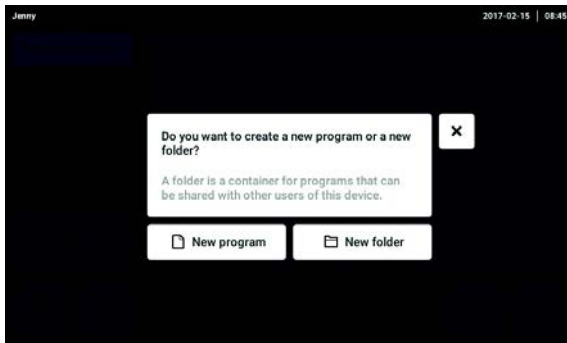 Jenny
2017-02-15 | 08:45
Do you want to create a new program or a new
folder?
A folder is a container for programs that can
be shared with other users of this device.
New program
New folder